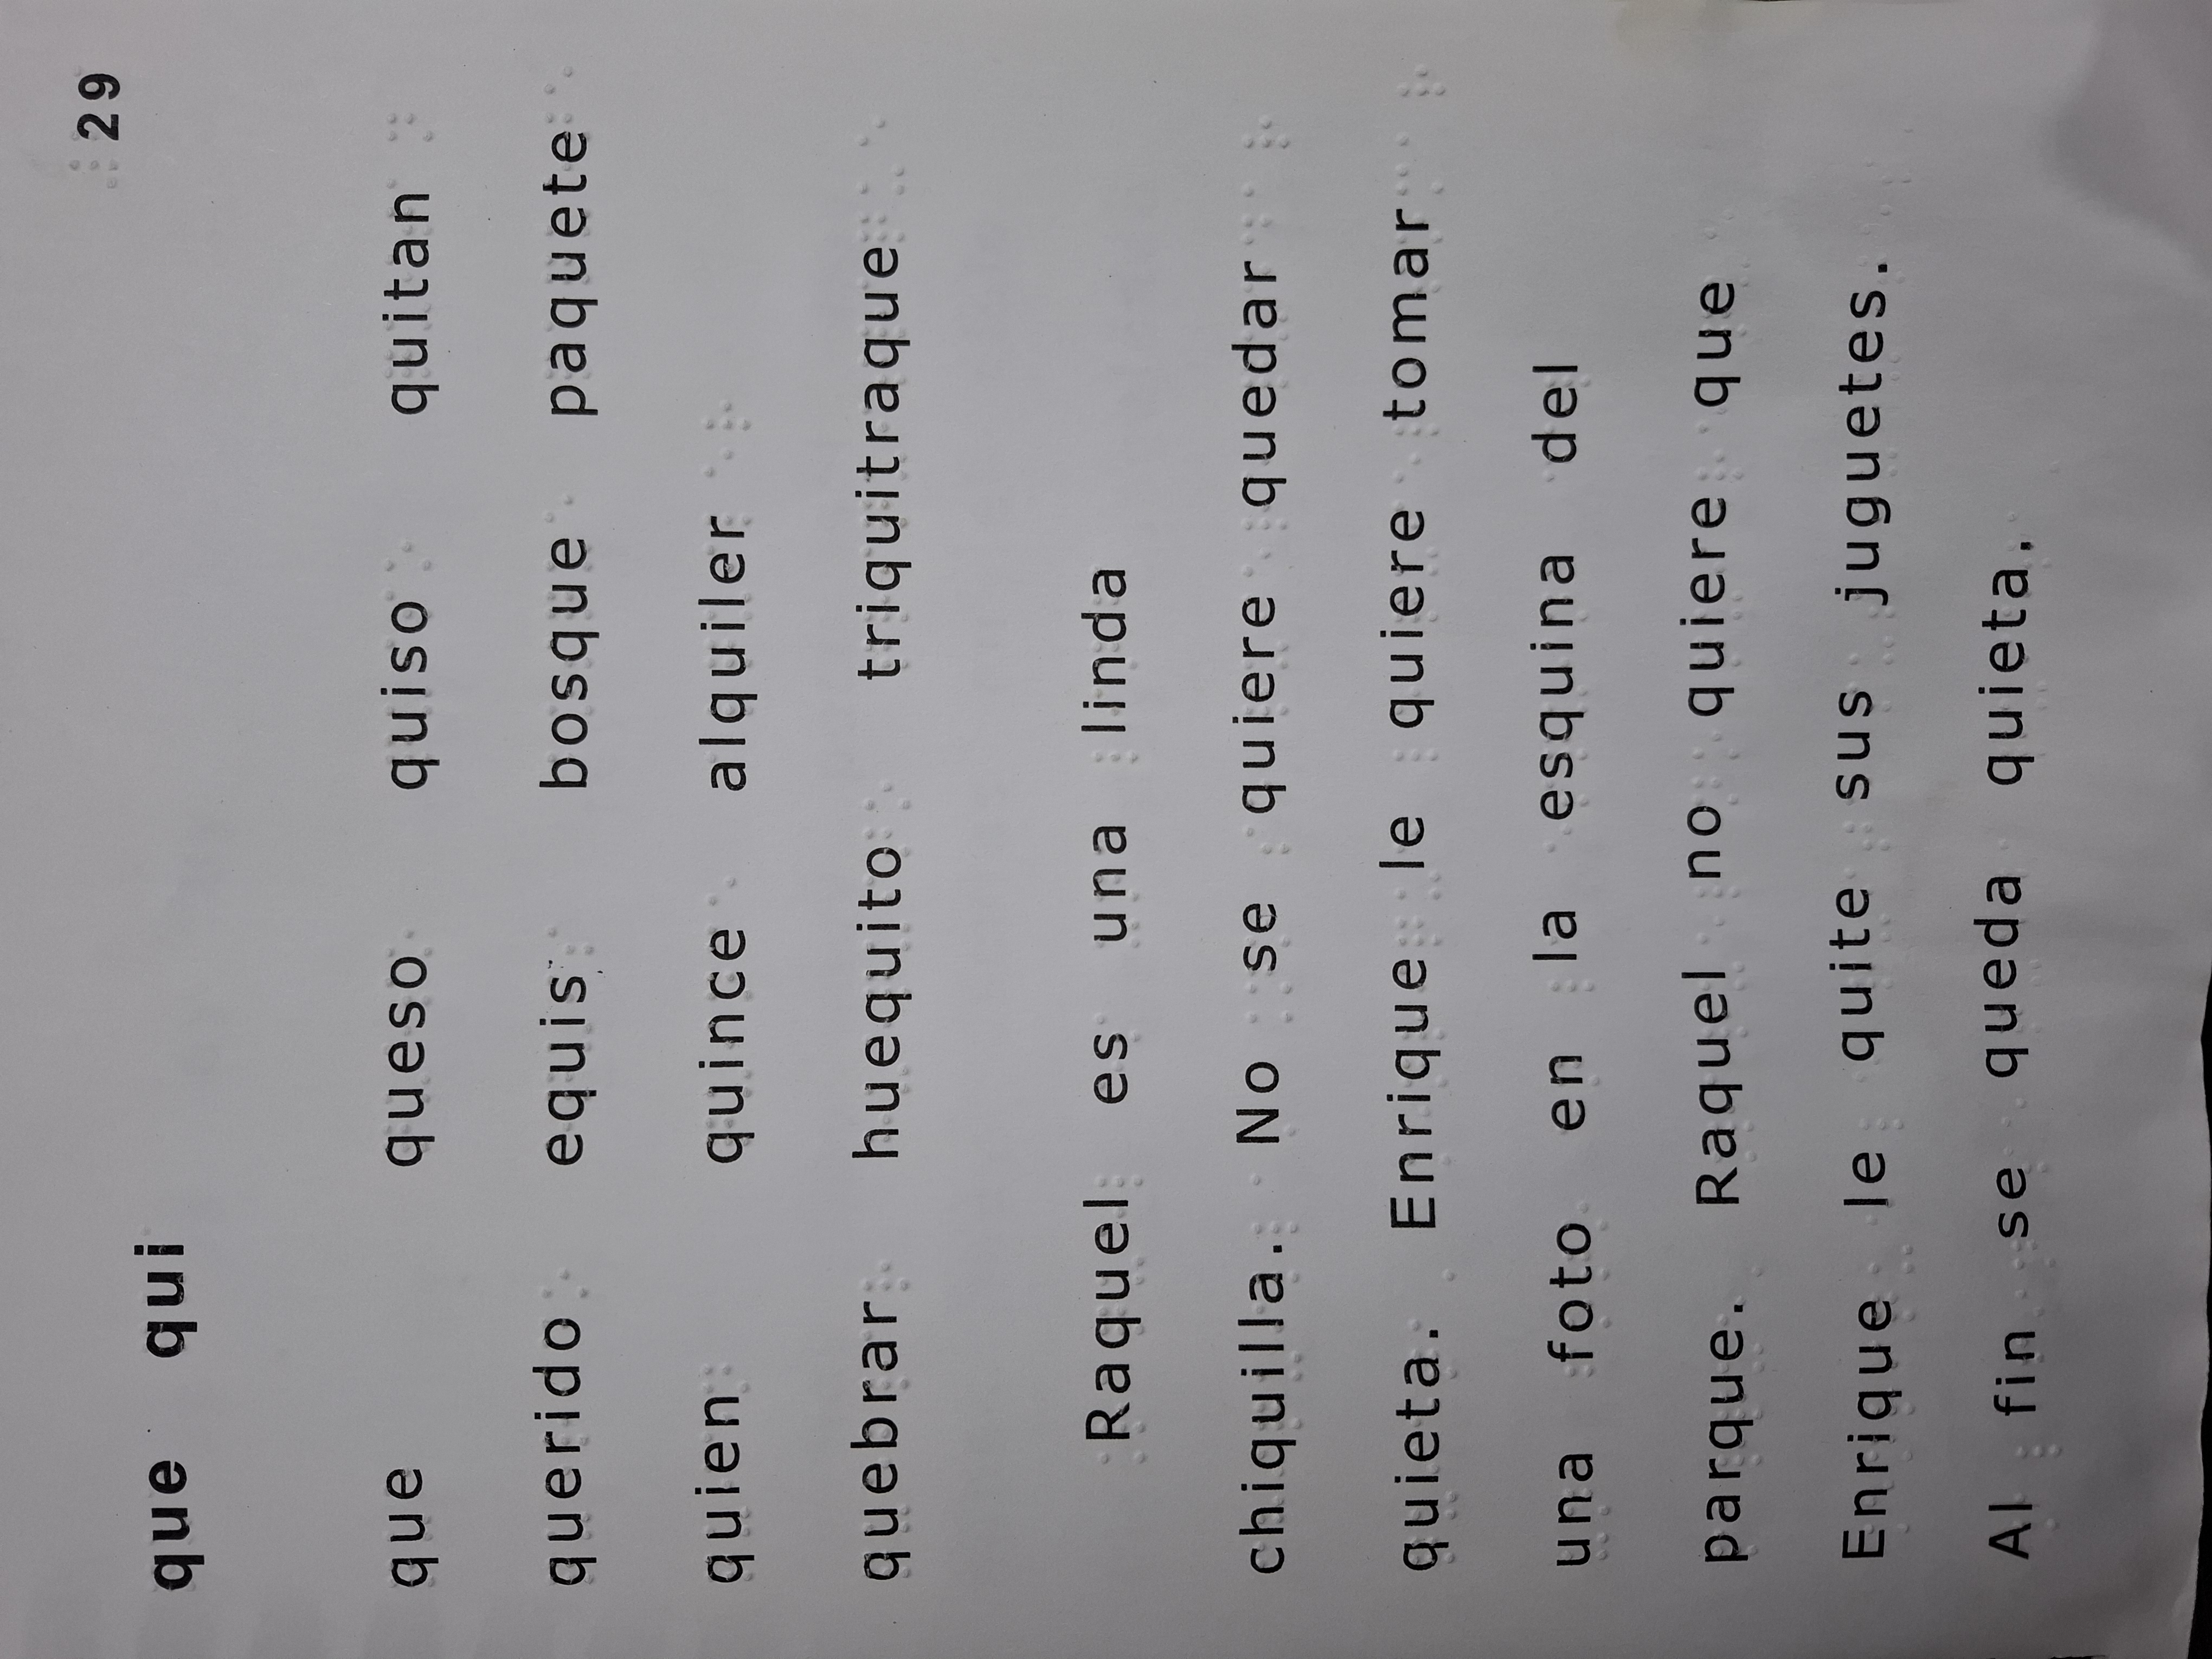 29
que qui
que queso quiso quitan
querido equis bosque paquete
quien quince alquiler
quebrar huequito triquitraque
Raquel es una linda
chiquilla. No se quiere quedar
quieta. Enrique le quiere tomar
una foto en la esquina del
parque. Raquel no quiere que
Enrique le quite sus juguetes.
Al fin se queda quieta.